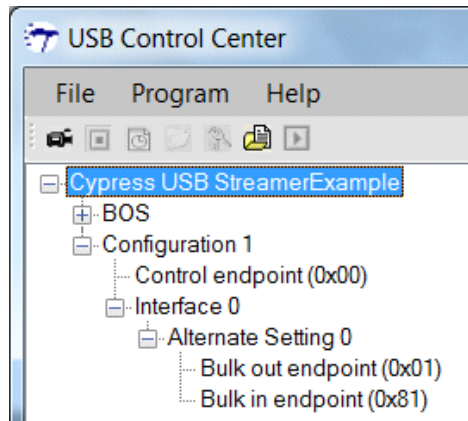 USB Control Center
File Program Help
Cypress USB StreamerExample
BOS
Configuration 1
Control endpoint (0x00)
Interface 0
Alternate Setting 0
Bulk out endpoint (0x01)
Bulk in endpoint (0x81)